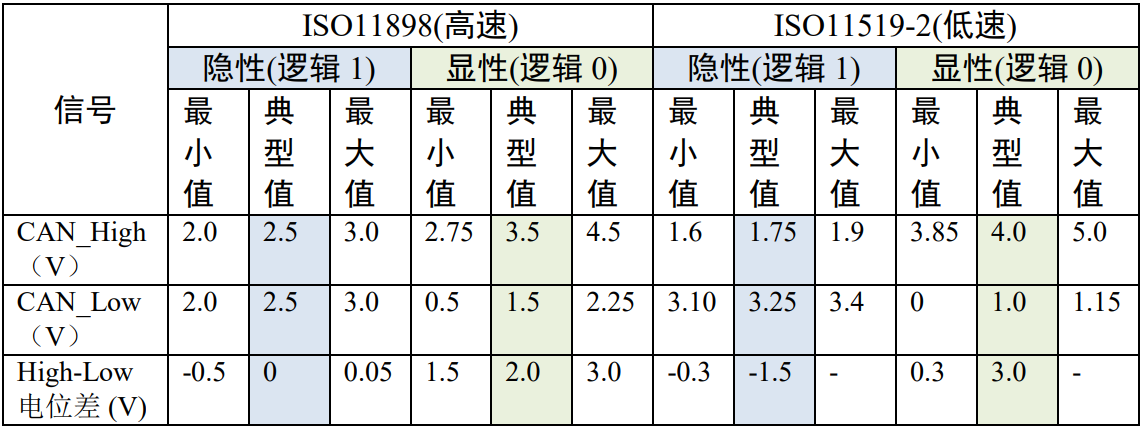 信号 ISO11898(高速) ISO11519-2(低速)
隐性(逻辑 1) 显性(逻辑 0) 隐性(逻辑 1) 显性(逻辑 0)
最小值 典型值 最大值 最小值 典型值 最大值 最小值 典型值 最大值 最小值 典型值 最大值
CAN_High（V） 2.0 2.5 3.0 2.75 3.5 4.5 1.6 1.75 1.9 3.85 4.0 5.0
CAN_Low（V） 2.0 2.5 3.0 0.5 1.5 2.25 3.10 3.25 3.4 0 1.0 1.15
High-Low 电位差 (V) -0.5 0 0.05 1.5 2.0 3.0 -0.3 -1.5 - 0.3 3.0 -